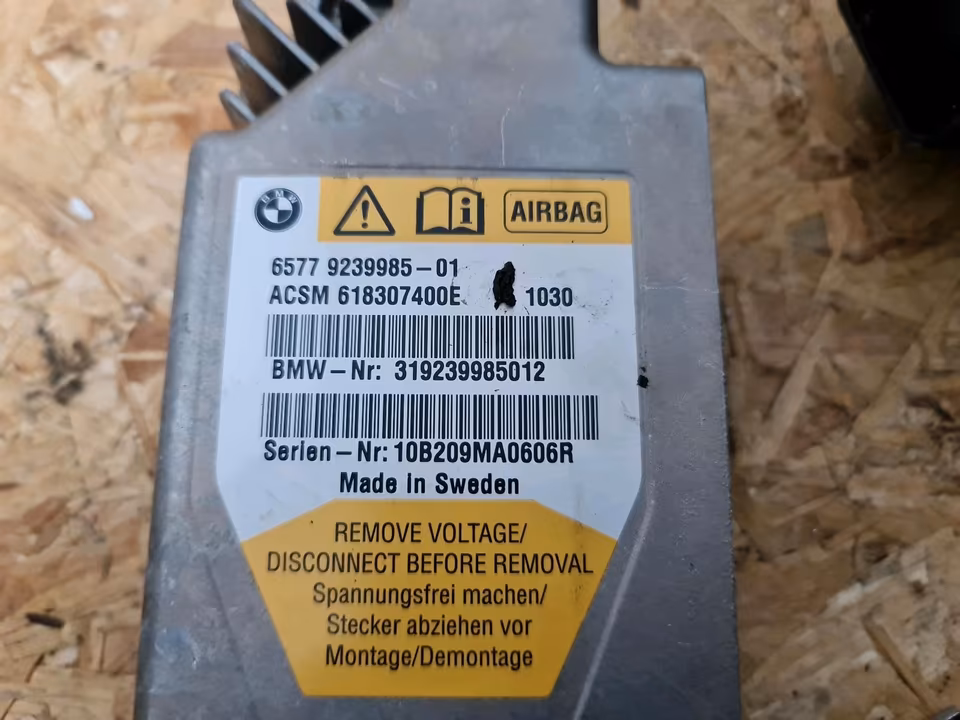 BMW
AIRBAG
6577 9239985-01
ACSM 618307400E 1030
BMW-Nr: 319239985012
Serien-Nr: 10B209MA0606R
Made in Sweden
REMOVE VOLTAGE/
DISCONNECT BEFORE REMOVAL
Spannungsfrei machen/
Stecker abziehen vor
Montage/Demontage